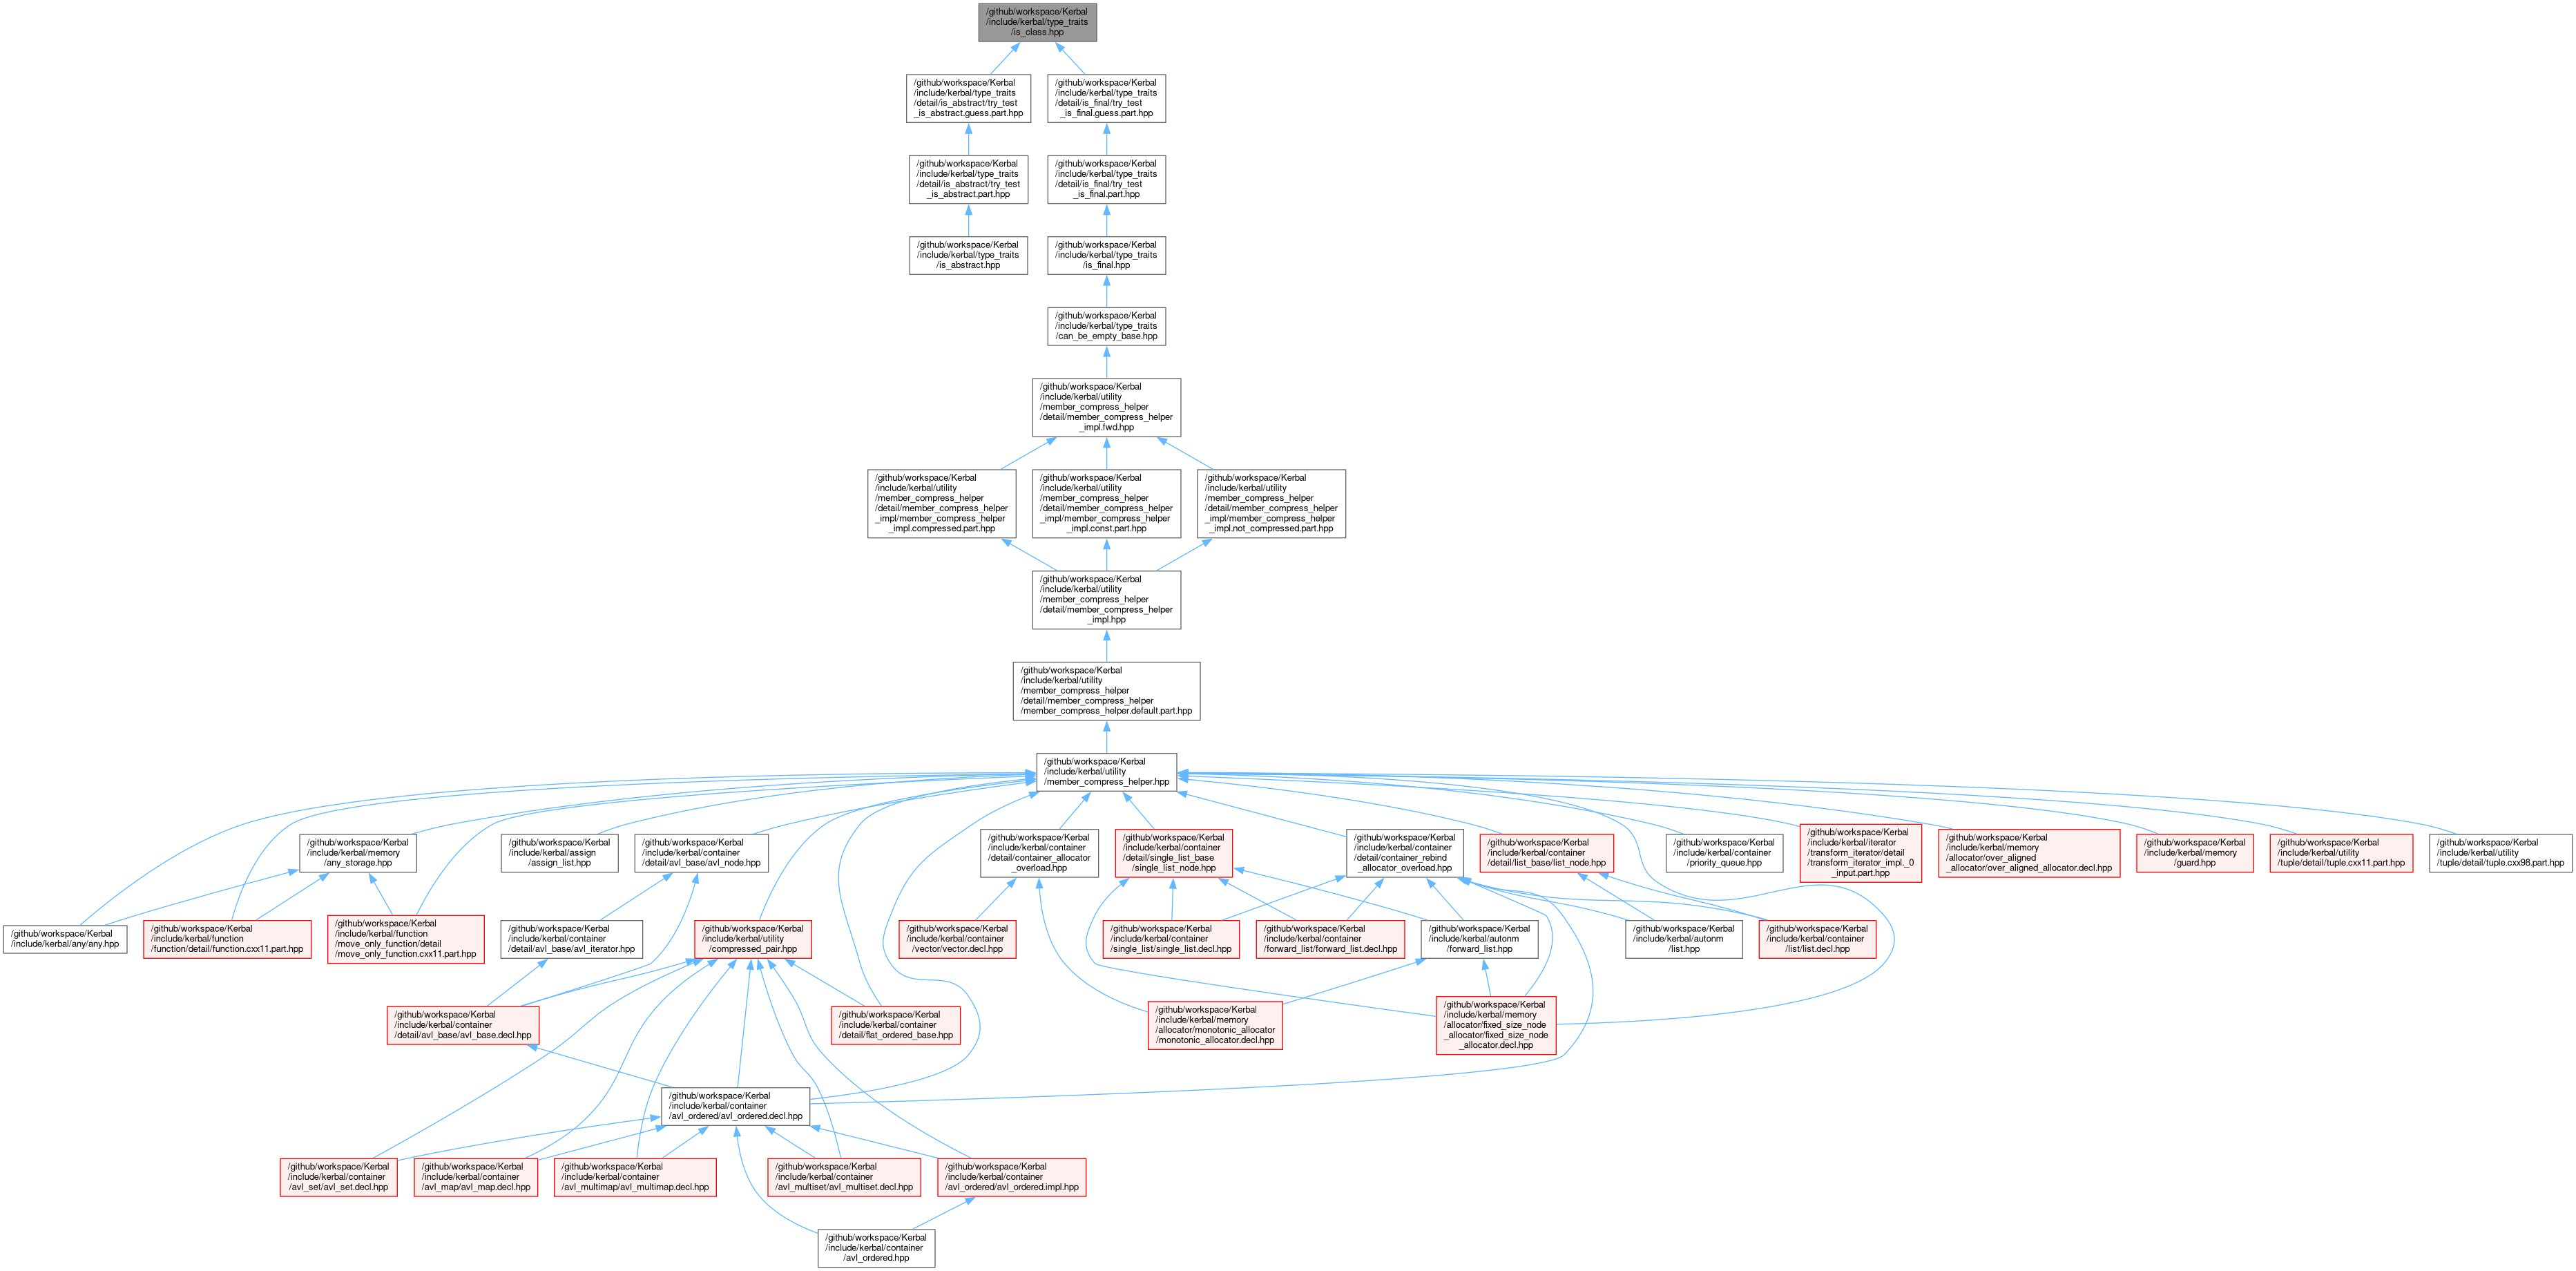 /github/workspace/Kerbal
/include/kerbal/type_traits
/is_class.hpp
/github/workspace/Kerbal
/include/kerbal/type_traits
/detail/is_abstract/try_test
_is_abstract.guess.part.hpp
/github/workspace/Kerbal
/include/kerbal/type_traits
/detail/is_final/try_test
_is_final.guess.part.hpp
/github/workspace/Kerbal
/include/kerbal/type_traits
/detail/is_abstract/try_test
_is_abstract.part.hpp
/github/workspace/Kerbal
/include/kerbal/type_traits
/detail/is_final/try_test
_is_final.part.hpp
/github/workspace/Kerbal
/include/kerbal/type_traits
/is_abstract.hpp
/github/workspace/Kerbal
/include/kerbal/type_traits
/is_final.hpp
/github/workspace/Kerbal
/include/kerbal/type_traits
/can_be_empty_base.hpp
/github/workspace/Kerbal
/include/kerbal/utility
/member_compress_helper
/detail/member_compress_helper
_impl.fwd.hpp
/github/workspace/Kerbal
/include/kerbal/utility
/member_compress_helper
/detail/member_compress_helper
_impl/member_compress_helper
_impl.compressed.part.hpp
/github/workspace/Kerbal
/include/kerbal/utility
/member_compress_helper
/detail/member_compress_helper
_impl/member_compress_helper
_impl.const.part.hpp
/github/workspace/Kerbal
/include/kerbal/utility
/member_compress_helper
/detail/member_compress_helper
_impl/member_compress_helper
_impl.not_compressed.part.hpp
/github/workspace/Kerbal
/include/kerbal/utility
/member_compress_helper
/detail/member_compress_helper
_impl.hpp
/github/workspace/Kerbal
/include/kerbal/utility
/member_compress_helper
/detail/member_compress_helper
/member_compress_helper.default.part.hpp
/github/workspace/Kerbal
/include/kerbal/utility
/member_compress_helper.hpp
/github/workspace/Kerbal
/include/kerbal/memory
/any_storage.hpp
/github/workspace/Kerbal
/include/kerbal/assign
/assign_list.hpp
/github/workspace/Kerbal
/include/kerbal/container
/detail/avl_base/avl_node.hpp
/github/workspace/Kerbal
/include/kerbal/container
/detail/container_allocator
_overload.hpp
/github/workspace/Kerbal
/include/kerbal/container
/detail/single_list_base
/single_list_node.hpp
/github/workspace/Kerbal
/include/kerbal/container
/detail/container_rebind
_allocator_overload.hpp
/github/workspace/Kerbal
/include/kerbal/container
/detail/list_base/list_node.hpp
/github/workspace/Kerbal
/include/kerbal/container
/priority_queue.hpp
/github/workspace/Kerbal
/include/kerbal/iterator
/transform_iterator/detail
/transform_iterator_impl._0
_input.part.hpp
/github/workspace/Kerbal
/include/kerbal/memory
/allocator/over_aligned
_allocator/over_aligned_allocator.decl.hpp
/github/workspace/Kerbal
/include/kerbal/memory
/guard.hpp
/github/workspace/Kerbal
/include/kerbal/utility
/tuple/detail/tuple.cxx11.part.hpp
/github/workspace/Kerbal
/include/kerbal/utility
/tuple/detail/tuple.cxx98.part.hpp
/github/workspace/Kerbal
/include/kerbal/any/any.hpp
/github/workspace/Kerbal
/include/kerbal/function
/function/detail/function.cxx11.part.hpp
/github/workspace/Kerbal
/include/kerbal/function
/move_only_function/detail
/move_only_function.cxx11.part.hpp
/github/workspace/Kerbal
/include/kerbal/container
/detail/avl_base/avl_iterator.hpp
/github/workspace/Kerbal
/include/kerbal/utility
/compressed_pair.hpp
/github/workspace/Kerbal
/include/kerbal/container
/vector/vector.decl.hpp
/github/workspace/Kerbal
/include/kerbal/container
/single_list/single_list.decl.hpp
/github/workspace/Kerbal
/include/kerbal/container
/forward_list/forward_list.decl.hpp
/github/workspace/Kerbal
/include/kerbal/autonm
/forward_list.hpp
/github/workspace/Kerbal
/include/kerbal/autonm
/list.hpp
/github/workspace/Kerbal
/include/kerbal/container
/list/list.decl.hpp
/github/workspace/Kerbal
/include/kerbal/container
/detail/avl_base/avl_base.decl.hpp
/github/workspace/Kerbal
/include/kerbal/container
/detail/flat_ordered_base.hpp
/github/workspace/Kerbal
/include/kerbal/memory
/allocator/monotonic_allocator
/monotonic_allocator.decl.hpp
/github/workspace/Kerbal
/include/kerbal/memory
/allocator/fixed_size_node
_allocator/fixed_size_node
_allocator.decl.hpp
/github/workspace/Kerbal
/include/kerbal/container
/avl_ordered/avl_ordered.decl.hpp
/github/workspace/Kerbal
/include/kerbal/container
/avl_set/avl_set.decl.hpp
/github/workspace/Kerbal
/include/kerbal/container
/avl_map/avl_map.decl.hpp
/github/workspace/Kerbal
/include/kerbal/container
/avl_multimap/avl_multimap.decl.hpp
/github/workspace/Kerbal
/include/kerbal/container
/avl_multiset/avl_multiset.decl.hpp
/github/workspace/Kerbal
/include/kerbal/container
/avl_ordered/avl_ordered.impl.hpp
/github/workspace/Kerbal
/include/kerbal/container
/avl_ordered.hpp